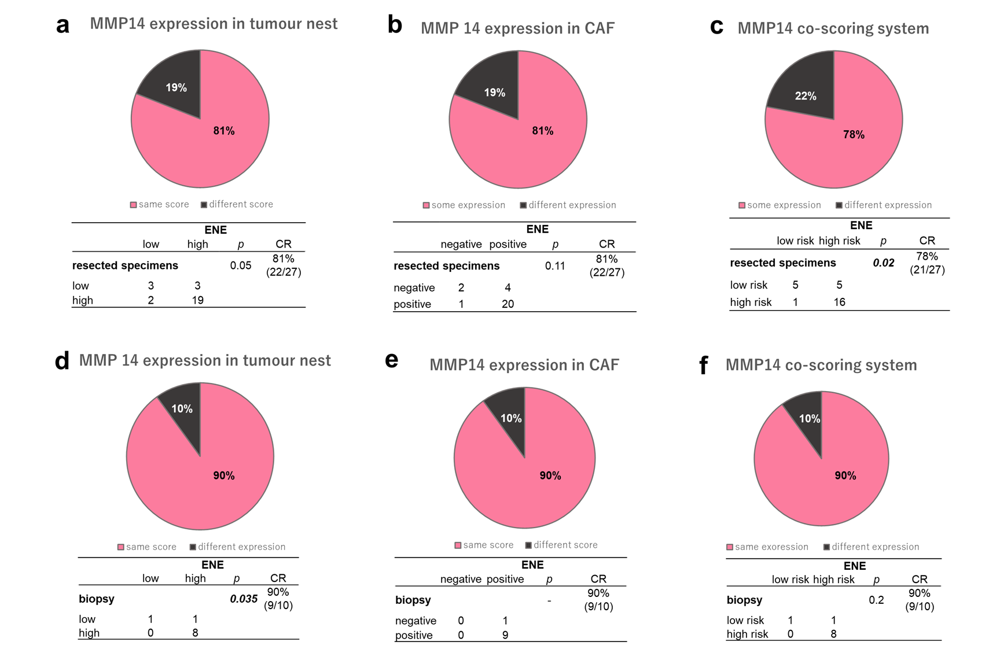 a MMP14 expression in tumour nest
19%
81%
same score different score
ENE
low high p CR
resected specimens 0.05 81% (22/27)
low 3 3
high 2 19
b MMP 14 expression in CAF
19%
81%
some expression different expression
ENE
negative positive p CR
resected specimens 0.11 81% (22/27)
negative 2 4
positive 1 20
c MMP14 co-scoring system
22%
78%
some expression different expression
ENE
low risk high risk p CR
resected specimens 0.02 78% (21/27)
low risk 5 5
high risk 1 16
d MMP 14 expression in tumour nest
10%
90%
same score different expression
ENE
low high p CR
biopsy 0.035 90% (9/10)
low 1 1
high 0 8
e MMP14 expression in CAF
10%
90%
same score different score
ENE
negative positive p CR
biopsy - 90% (9/10)
negative 0 1
positive 0 9
f MMP14 co-scoring system
10%
90%
same exoression different expression
ENE
low risk high risk p CR
biopsy 0.2 90% (9/10)
low risk 1 1
high risk 0 8